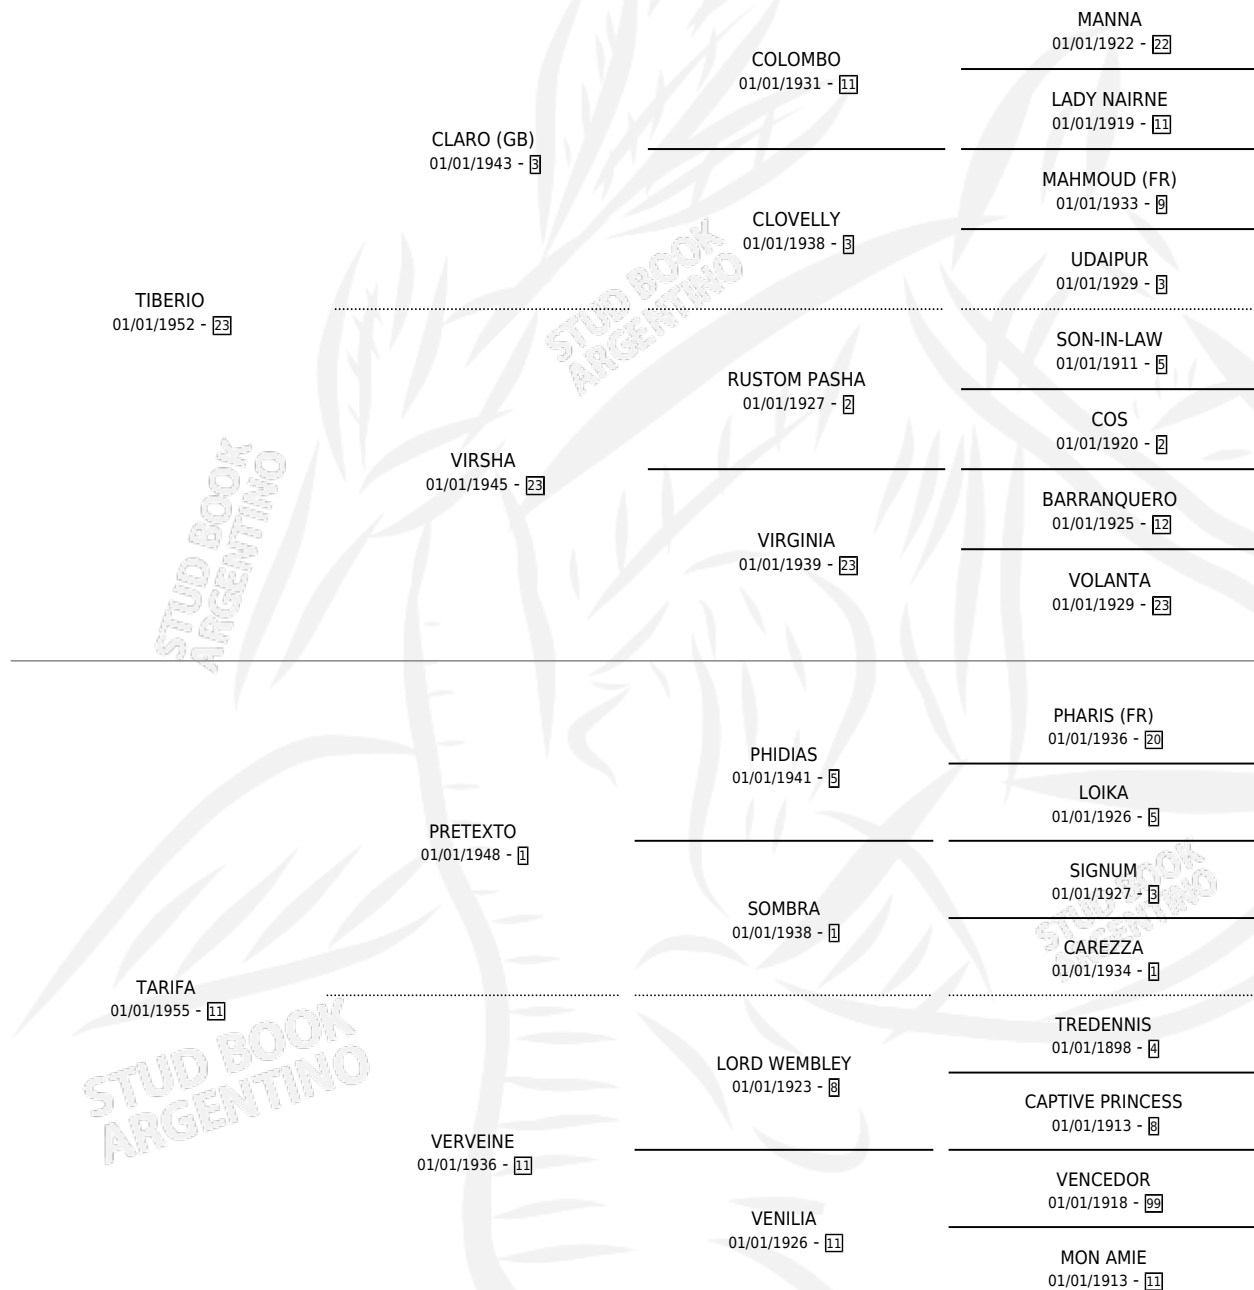 MANNA
01/01/1922 - 22
COLOMBO
01/01/1931 - 11
LADY NAIRNE
01/01/1919 - 11
CLARO (GB)
01/01/1943 - 3
MAHMOUD (FR)
01/01/1933 - 9
CLOVELLY
01/01/1938 - 3
UDAIPUR
01/01/1929 - 3
TIBERIO
01/01/1952 - 23
STUD BOOK
ARGENTINO
SON-IN-LAW
01/01/1911 - 5
RUSTOM PASHA
01/01/1927 - 2
COS
01/01/1920 - 2
VIRSHA
01/01/1945 - 23
BARRANQUERO
01/01/1925 - 12
VIRGINIA
01/01/1939 - 23
VOLANTA
01/01/1929 - 23
STUD BOOK
ARGENTINO
PHARIS (FR)
01/01/1936 - 20
PHIDIAS
01/01/1941 - 5
LOIKA
01/01/1926 - 5
PRETEXTO
01/01/1948 - 1
SIGNUM
01/01/1927 - 3
SOMBRA
01/01/1938 - 1
CAREZZA
01/01/1934 - 1
STUD BOOK
ARGENTINO
TARIFA
01/01/1955 - 11
TREDENNIS
01/01/1898 - 4
LORD WEMBLEY
01/01/1923 - 8
CAPTIVE PRINCESS
01/01/1913 - 8
STUD BOOK
ARGENTINO
VERVEINE
01/01/1936 - 11
VENCEDOR
01/01/1918 - 99
VENILIA
01/01/1926 - 11
MON AMIE
01/01/1913 - 11